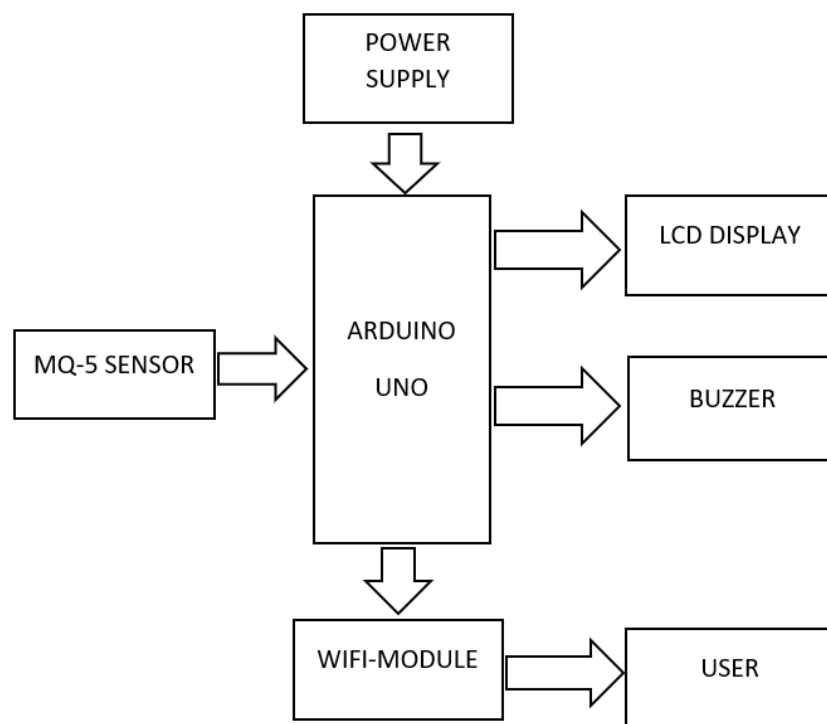 POWER
SUPPLY
LCD DISPLAY
ARDUINO
UNO
MQ-5 SENSOR
BUZZER
WIFI-MODULE
USER